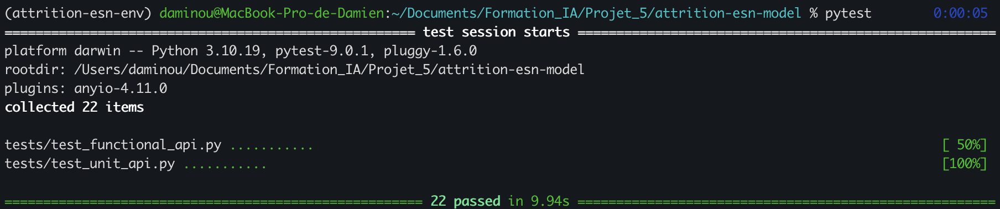 (attrition-esn-env) daminou@MacBook-Pro-de-Damien:~/Documents/Formation_IA/Projet_5/attrition-esn-model % pytest 0:00:05
====================================================== test session starts ======================================================
platform darwin -- Python 3.10.19, pytest-9.0.1, pluggy-1.6.0
rootdir: /Users/daminou/Documents/Formation_IA/Projet_5/attrition-esn-model
plugins: anyio-4.11.0
collected 22 items
tests/test_functional_api.py ........... [ 50%]
tests/test_unit_api.py ........... [100%]
====================================================== 22 passed in 9.94s ======================================================